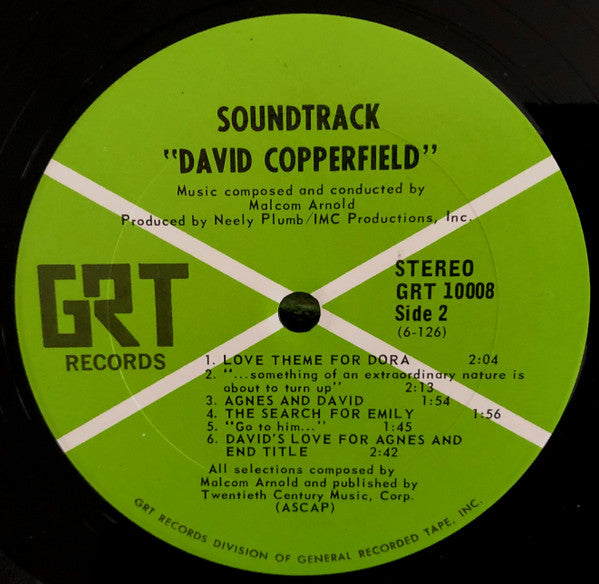 SOUNDTRACK
"DAVID COPPERFIELD"
Music composed and conducted by
Malcom Arnold
Produced by Neely Plumb/IMC Productions, Inc.
GRT
RECORDS
STEREO
GRT 10008
Side 2
(6-126)
1. LOVE THEME FOR DORA 2:04
2. "...something of an extraordinary nature is
about to turn up" 2:13
3. AGNES AND DAVID 1:54
4. THE SEARCH FOR EMILY 1:56
5. "Go to him..." 1:45
6. DAVID'S LOVE FOR AGNES AND
END TITLE 2:42
All selections composed by
Malcom Arnold and published by
Twentieth Century Music, Corp.
(ASCAP)
GRT RECORDS DIVISION OF GENERAL RECORDED TAPE, INC.